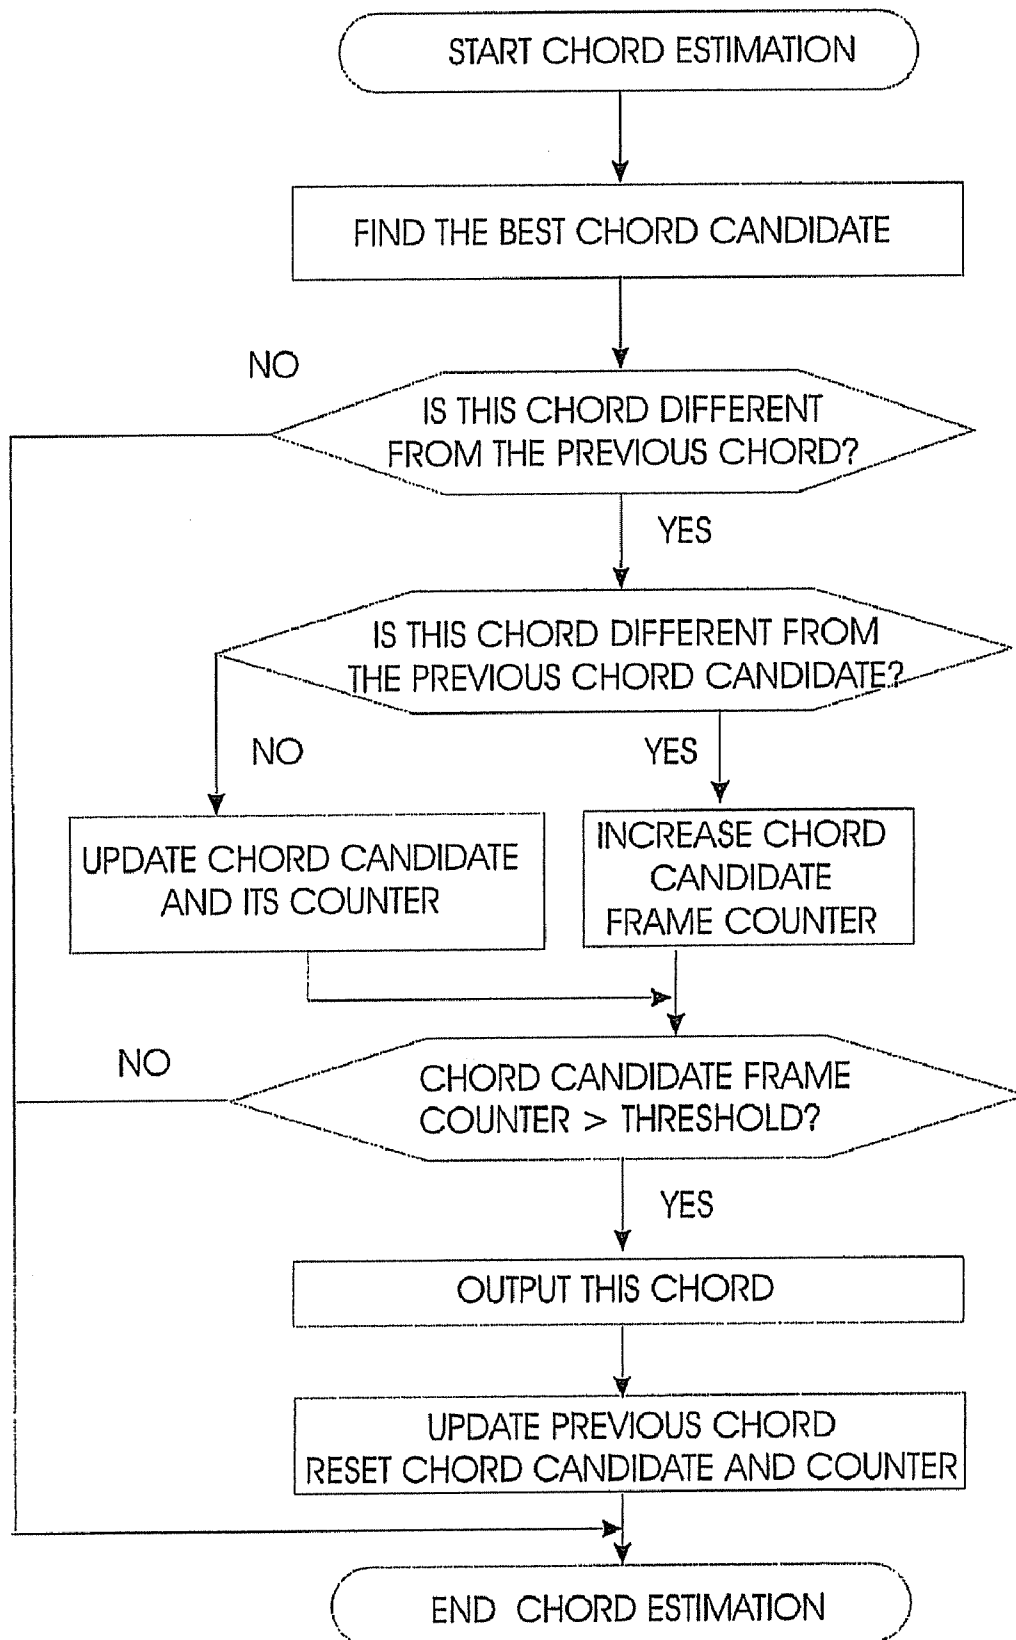 START CHORD ESTIMATION
FIND THE BEST CHORD CANDIDATE
NO
IS THIS CHORD DIFFERENT
FROM THE PREVIOUS CHORD?
YES
IS THIS CHORD DIFFERENT FROM
THE PREVIOUS CHORD CANDIDATE?
NO
YES
UPDATE CHORD CANDIDATE
AND ITS COUNTER
INCREASE CHORD
CANDIDATE
FRAME COUNTER
NO
CHORD CANDIDATE FRAME
COUNTER > THRESHOLD?
YES
OUTPUT THIS CHORD
UPDATE PREVIOUS CHORD
RESET CHORD CANDIDATE AND COUNTER
END CHORD ESTIMATION